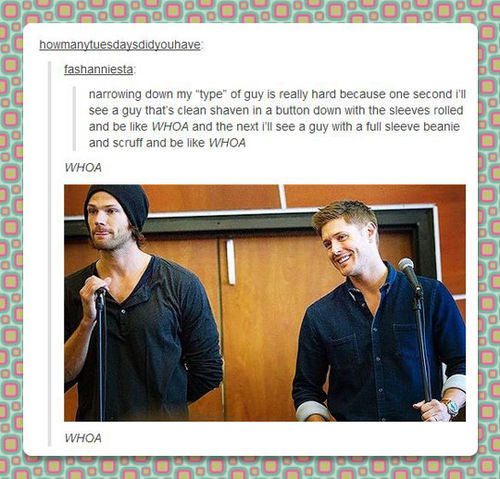 howmanytuesdaysdidyouhave:
fashanniesta:
narrowing down my "type" of guy is really hard because one second i'll
see a guy that's clean shaven in a button down with the sleeves rolled
and be like WHOA and the next i'll see a guy with a full sleeve beanie
and scruff and be like WHOA
WHOA
WHOA